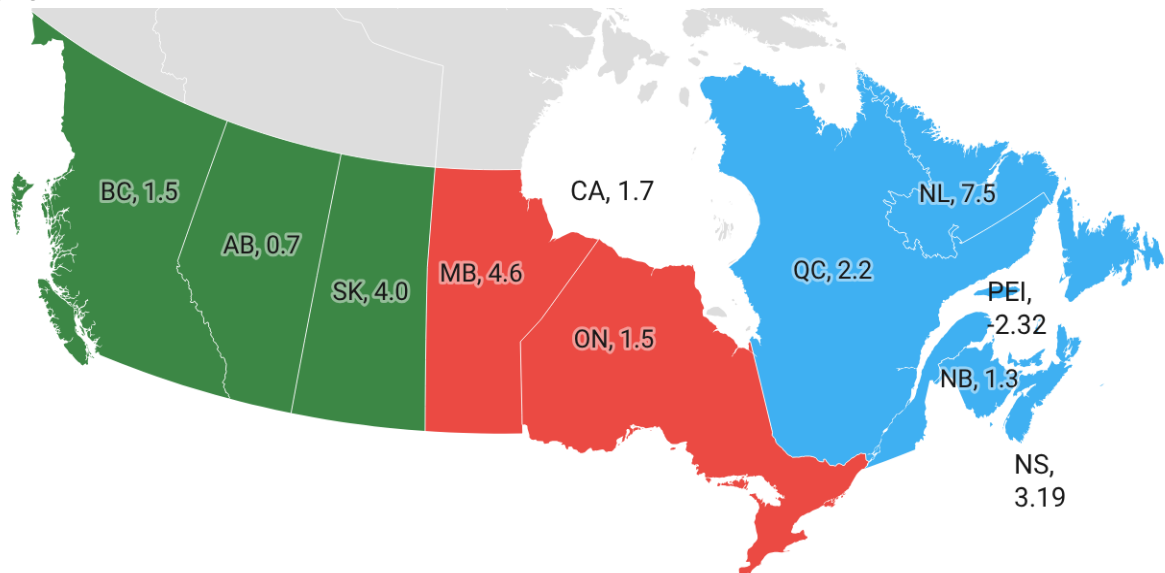 BC, 1.5
CA, 1.7
NL, 7.5
AB, 0.7
SK, 4.0
MB, 4.6
QC, 2.2
PEI,
-2.32
ON, 1.5
NB, 1.3
NS,
3.19